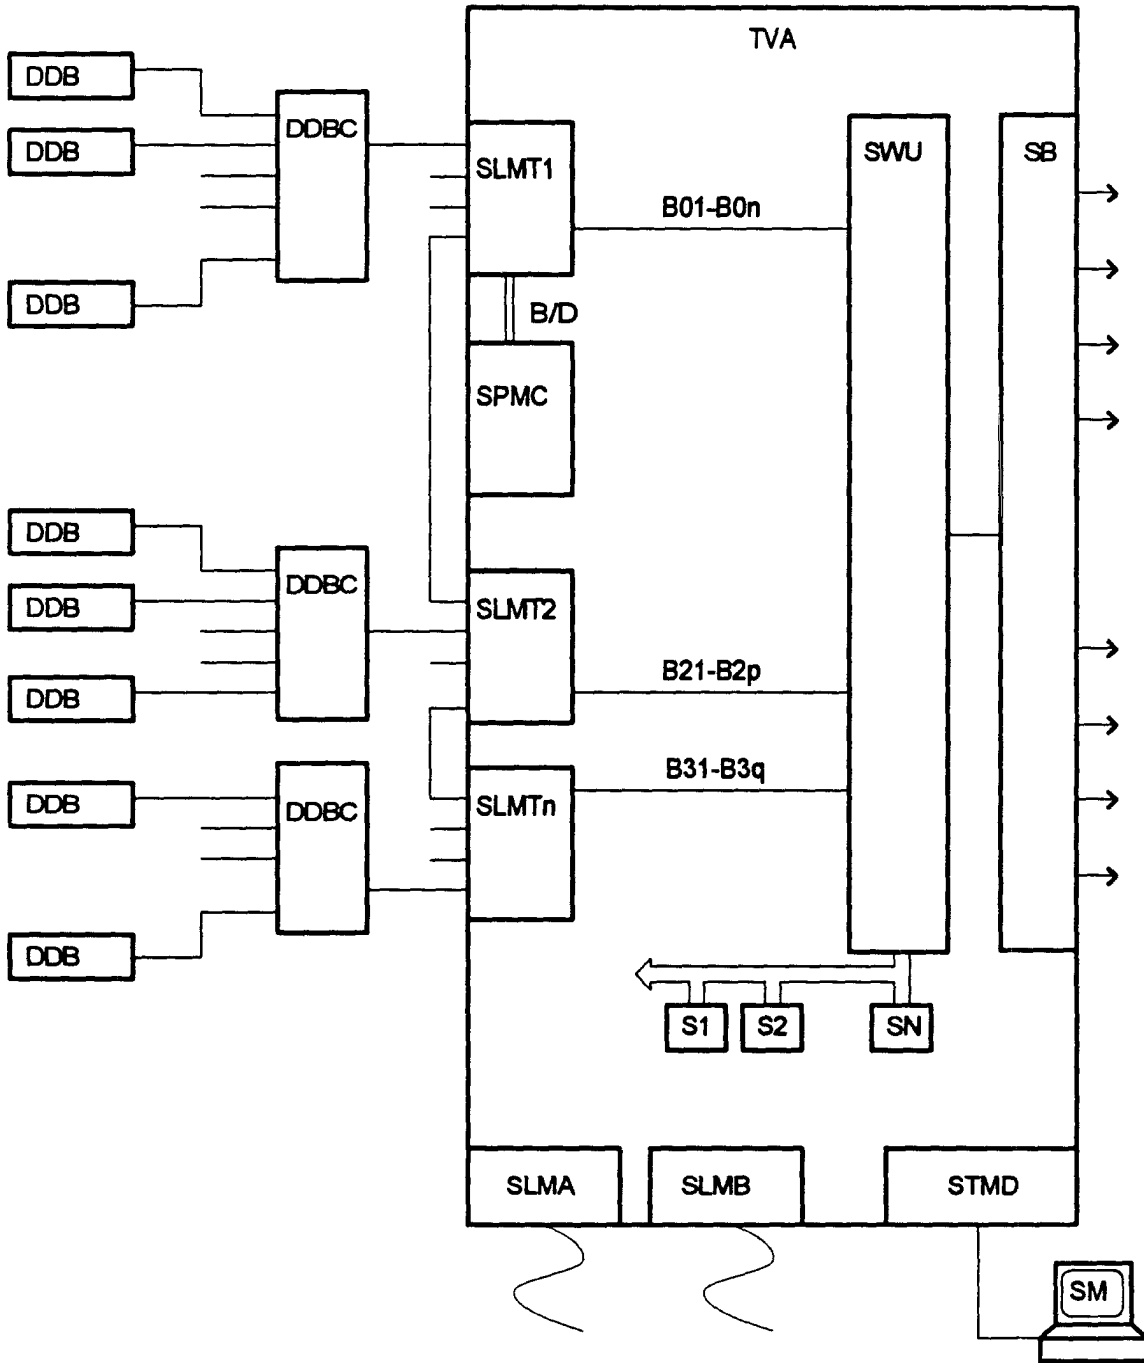 TVA
DDB
DDBC
DDB
SLMT1
SWU
SB
B01-B0n
DDB
B/D
SPMC
DDB
DDBC
DDB
SLMT2
DDB
B21-B2p
DDB
DDBC
SLMTn
B31-B3q
DDB
S1
S2
SN
SLMA
SLMB
STMD
SM